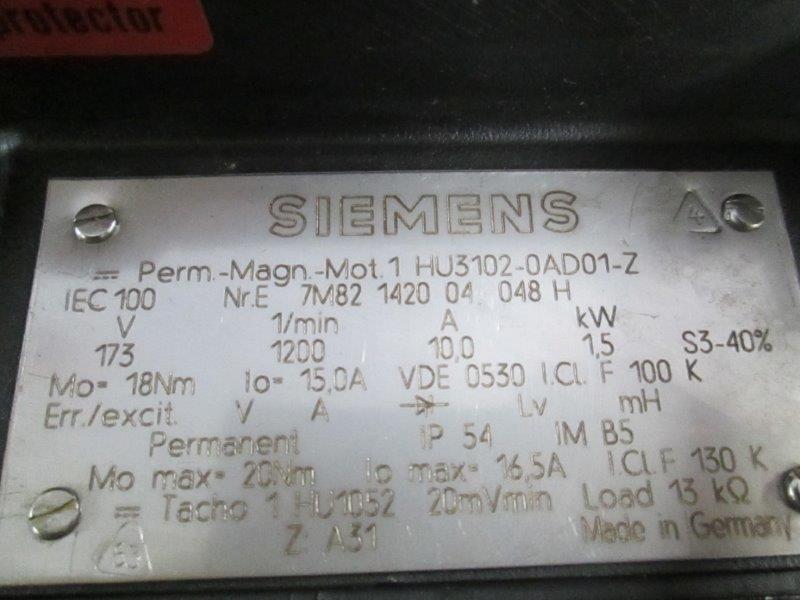 protector
SIEMENS 4
= Perm.-Magn.-Mot. 1 HU3102-0AD01-Z
IEC 100 Nr.E 7M82 1420 04 048 H
V 1/min A kW
173 1200 10,0 1,5 S3-40%
Mo= 18Nm Io= 15,0A VDE 0530 I.Cl. F 100 K
Err./excit. V A Lv mH
Permanent IP 54 IM B5
Mo max= 20Nm Io max= 16,5A I.Cl.F 130 K
= Tacho 1 HU1052 20mVmin Load 13 kΩ
Z: A31 Made in Germany